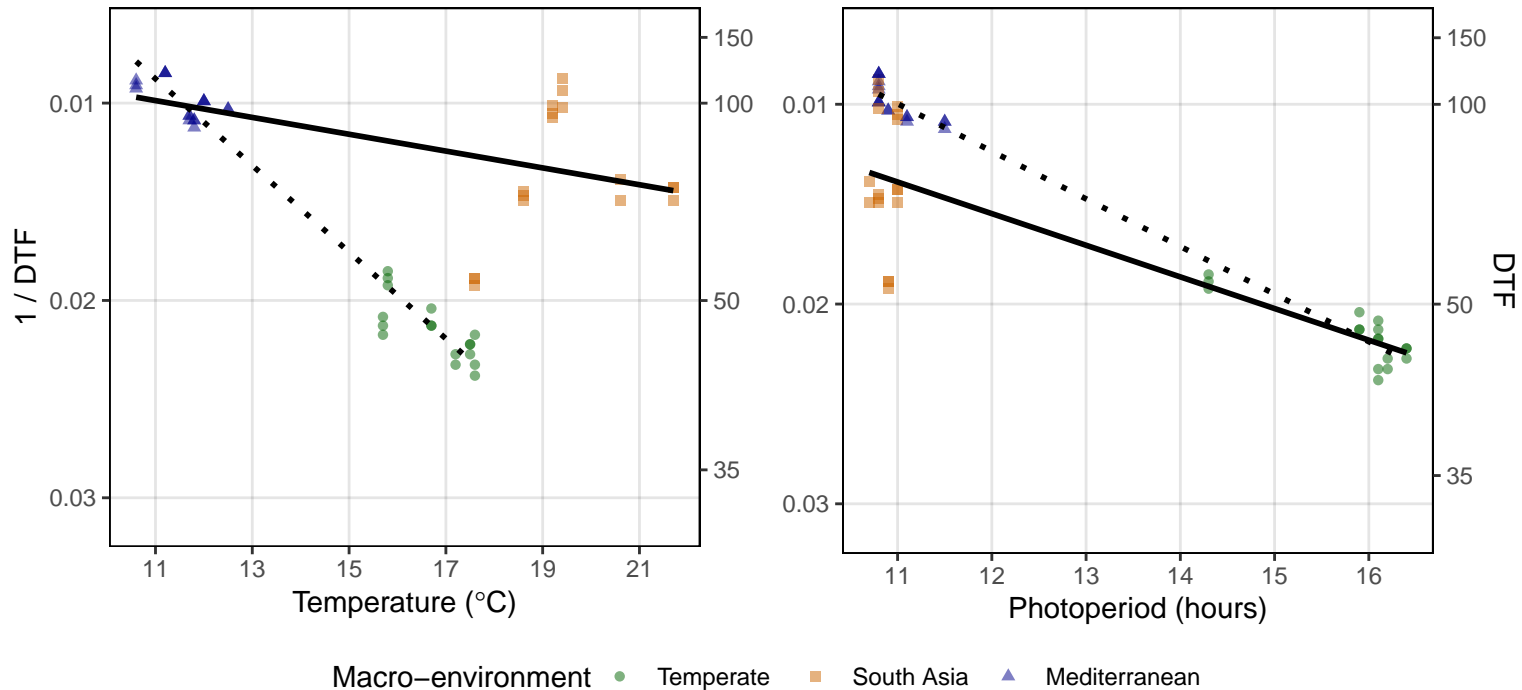 1 / DTF
0.01
0.02
0.03
150
100
50
35
11 13 15 17 19 21
Temperature (°C)
0.01
0.02
0.03
150
100
50
35
DTF
11 12 13 14 15 16
Photoperiod (hours)
Macro−environment Temperate South Asia Mediterranean